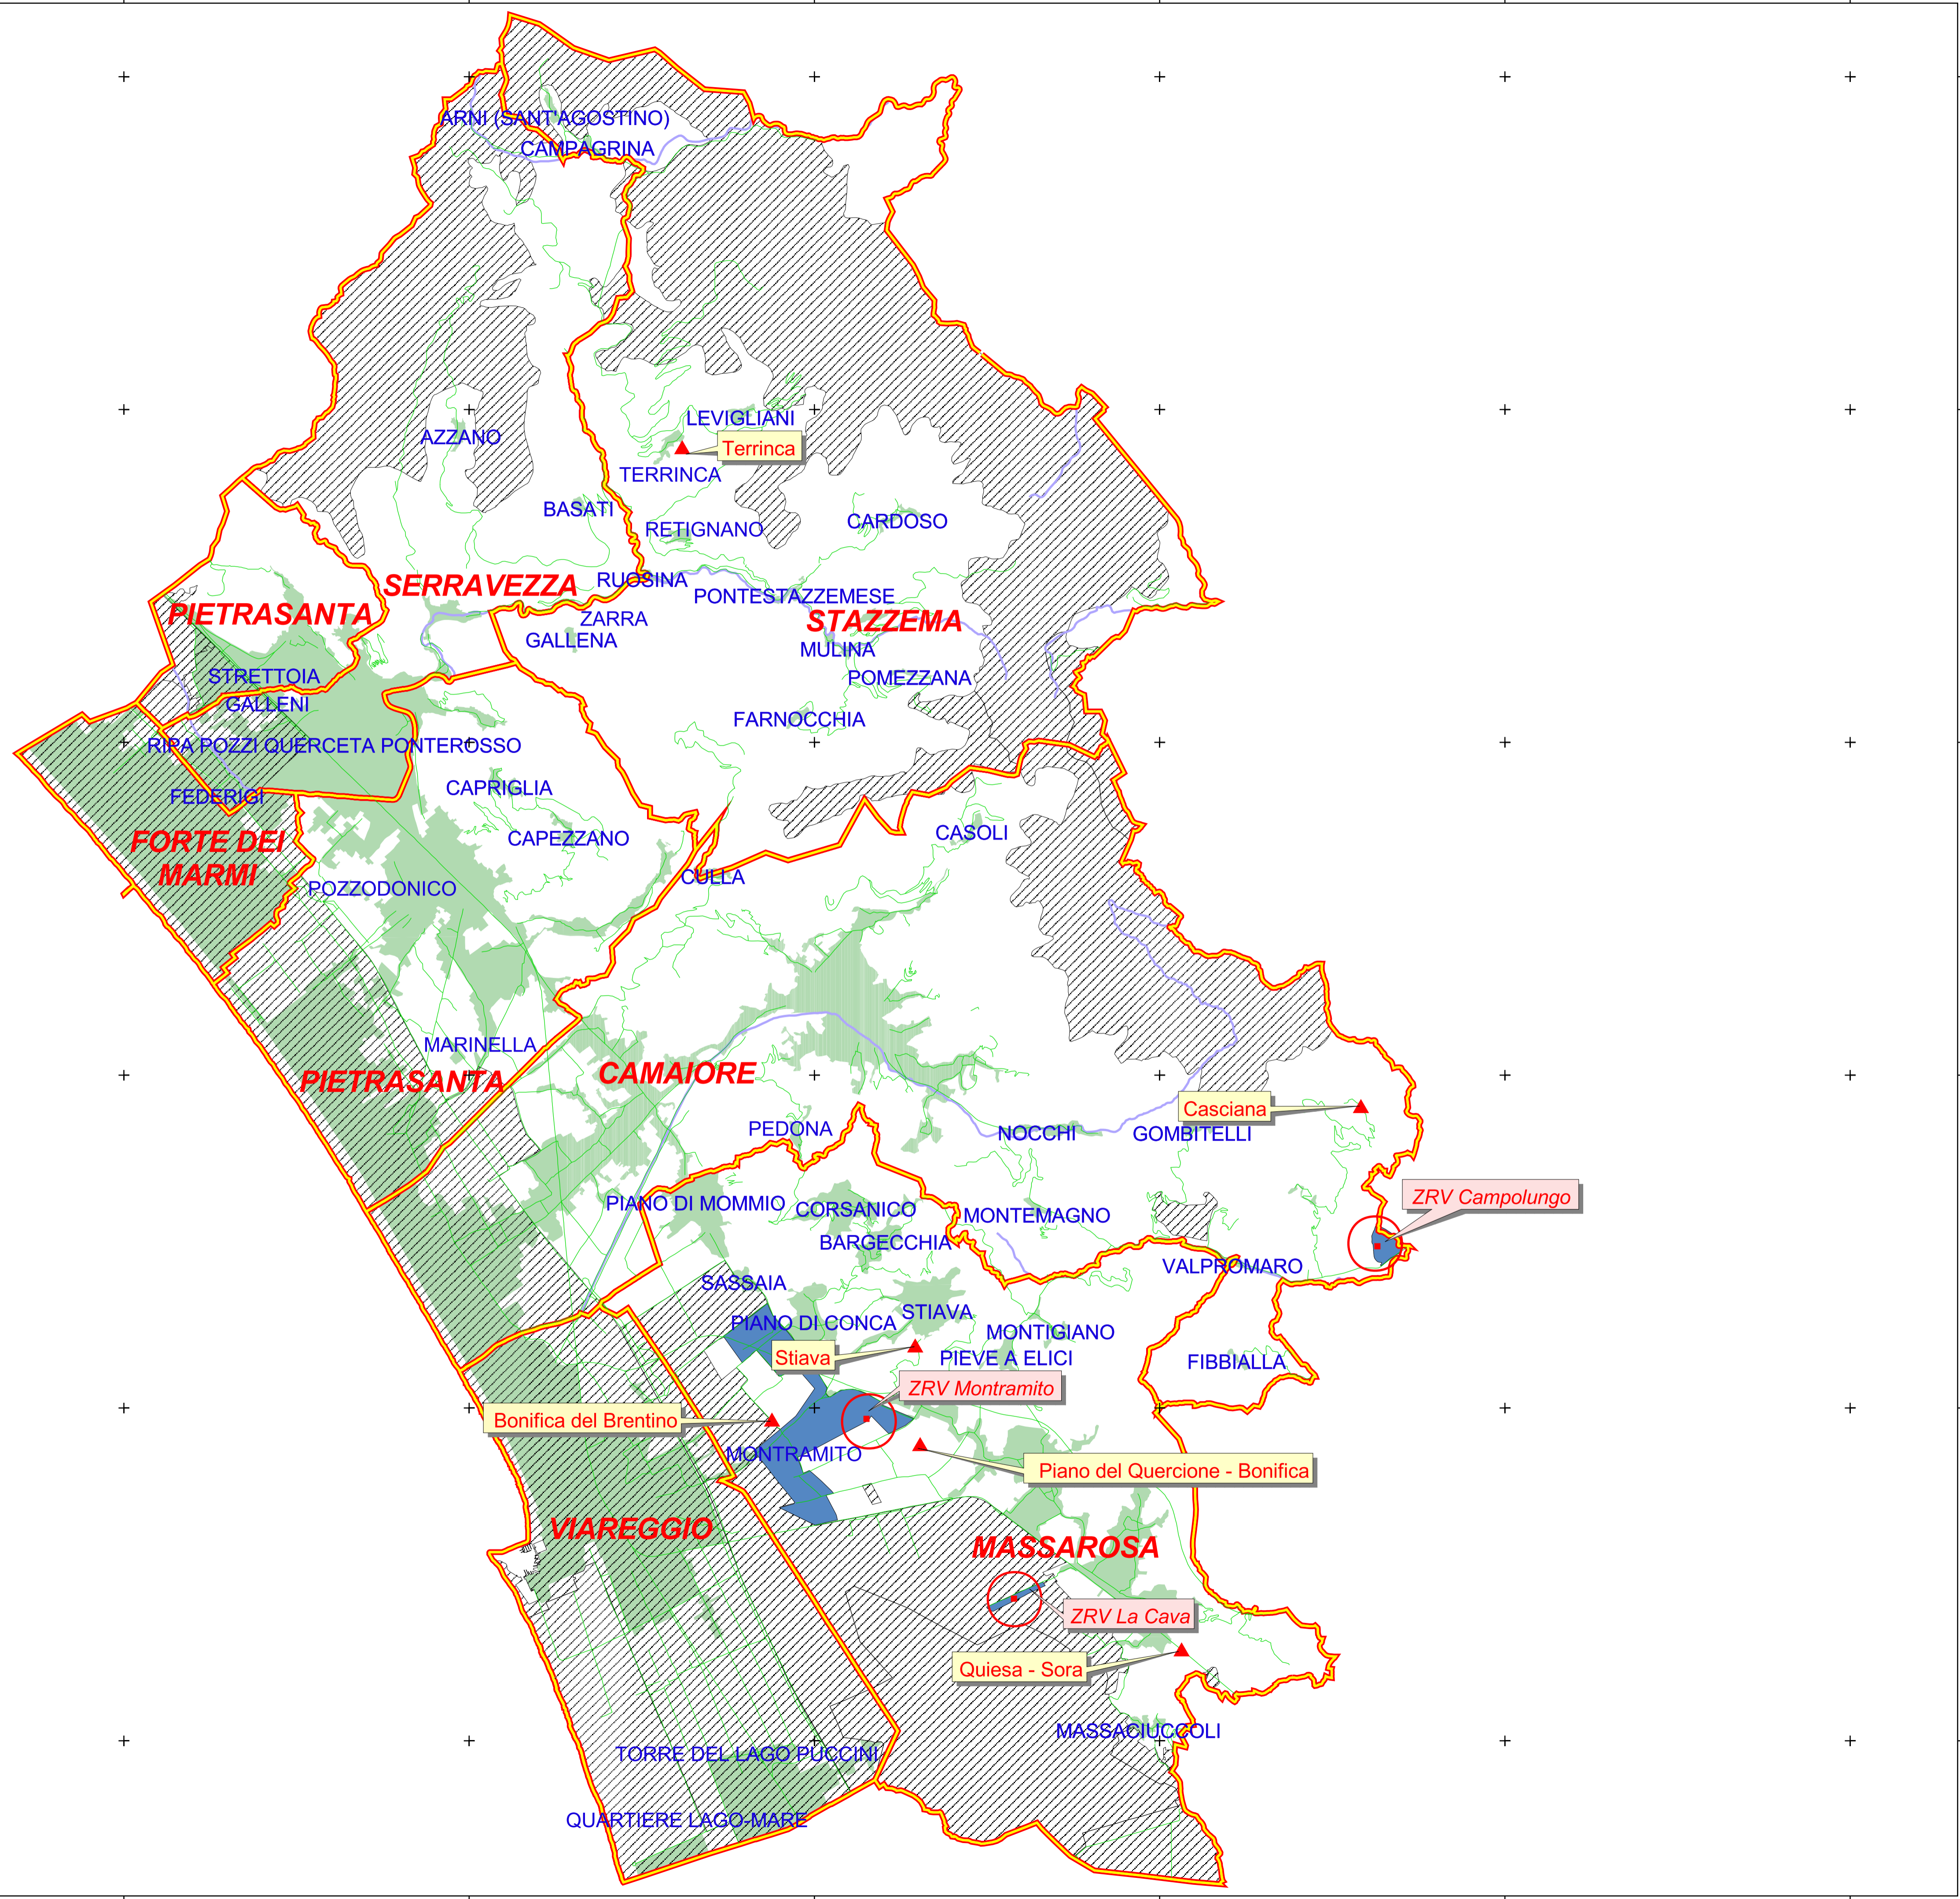 ARNI (SANT'AGOSTINO)
CAMPAGRINA
LEVIGLIANI
AZZANO
Terrinca
TERRINCA
BASATI
CARDOSO
RETIGNANO
SERRAVEZZA
RUOSINA
PONTESTAZZEMESE
PIETRASANTA
ZARRA
STAZZEMA
GALLENA
MULINA
STRETTOIA
POMEZZANA
GALLENI
FARNOCCHIA
RIPA POZZI QUERCETA PONTEROSSO
CAPRIGLIA
FEDERIGI
CASOLI
CAPEZZANO
FORTE DEI
MARMI
CULLA
POZZODONICO
MARINELLA
CAMAIORE
PIETRASANTA
Casciana
PEDONA
NOCCHI
GOMBITELLI
ZRV Campolungo
PIANO DI MOMMIO
CORSANICO
MONTEMAGNO
BARGECCHIA
VALPROMARO
SASSAIA
STIAVA
PIANO DI CONCA
MONTIGIANO
Stiava
PIEVE A ELICI
FIBBIALLA
ZRV Montramito
Bonifica del Brentino
MONTRAMITO
Piano del Quercione - Bonifica
VIAREGGIO
MASSAROSA
ZRV La Cava
Quiesa - Sora
MASSACIUCCOLI
TORRE DEL LAGO PUCCINI
QUARTIERE LAGO-MARE